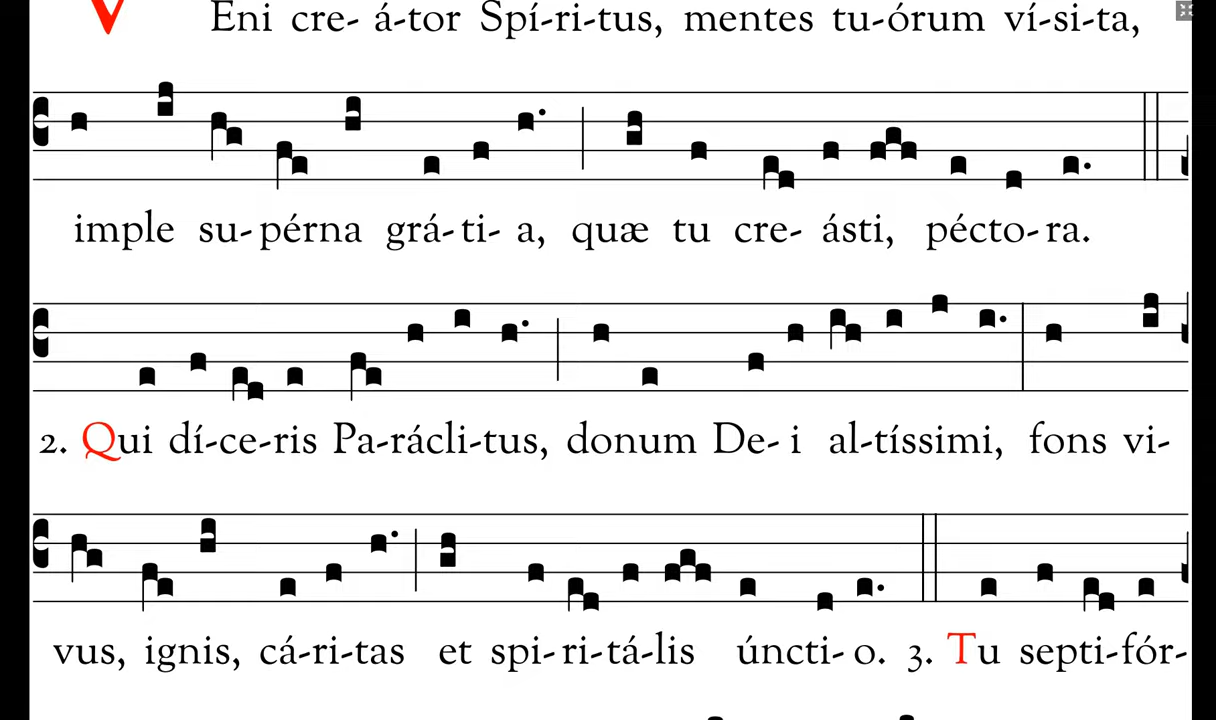 VEni cre- á-tor Spí-ri-tus, mentes tu-órum ví-si-ta,
imple su-pérna grá-ti- a, quæ tu cre- ásti, pécto-ra.
2. Qui dí-ce-ris Pa-rácli-tus, donum De- i al-tíssimi, fons vi-
vus, ignis, cá-ri-tas et spi-ri-tá-lis úncti- o. 3. Tu septi-fór-